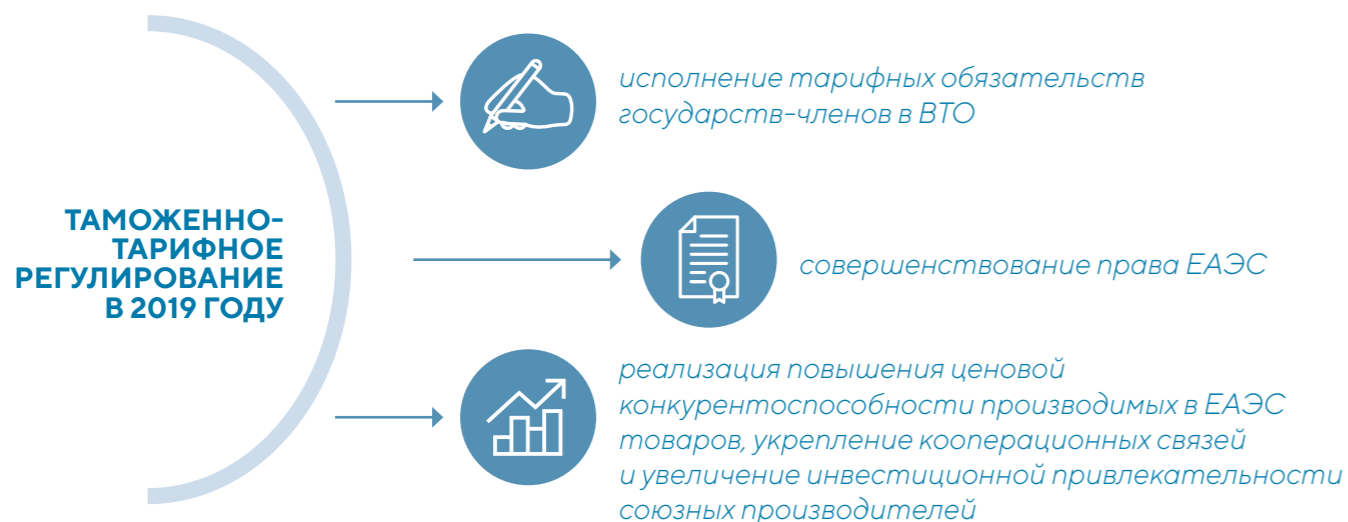 ТАМОЖЕННО-
ТАРИФНОЕ
РЕГУЛИРОВАНИЕ
В 2019 ГОДУ
исполнение тарифных обязательств
государств-членов в ВТО
совершенствование права ЕАЭС
реализация повышения ценовой
конкурентоспособности производимых в ЕАЭС
товаров, укрепление кооперационных связей
и увеличение инвестиционной привлекательности
союзных производителей